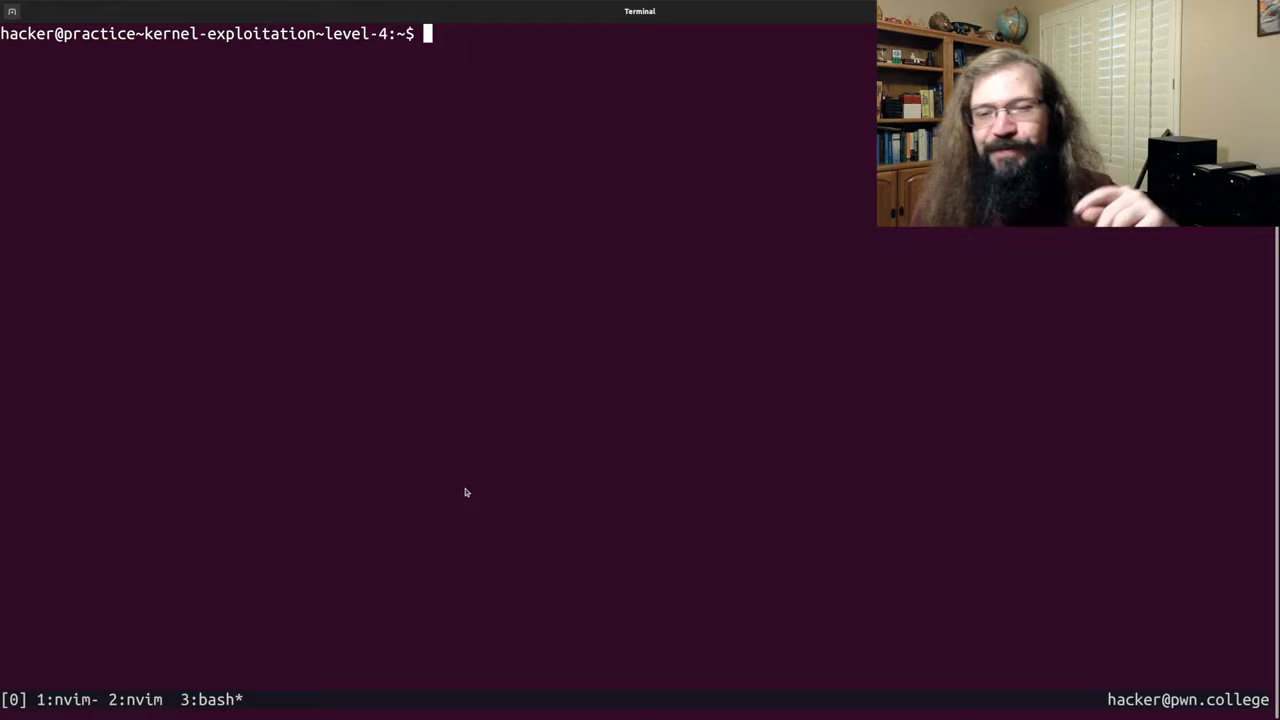 Terminal
hacker@practice~kernel-exploitation~level-4:~$
[0] 1:nvim- 2:nvim  3:bash*
hacker@pwn.college